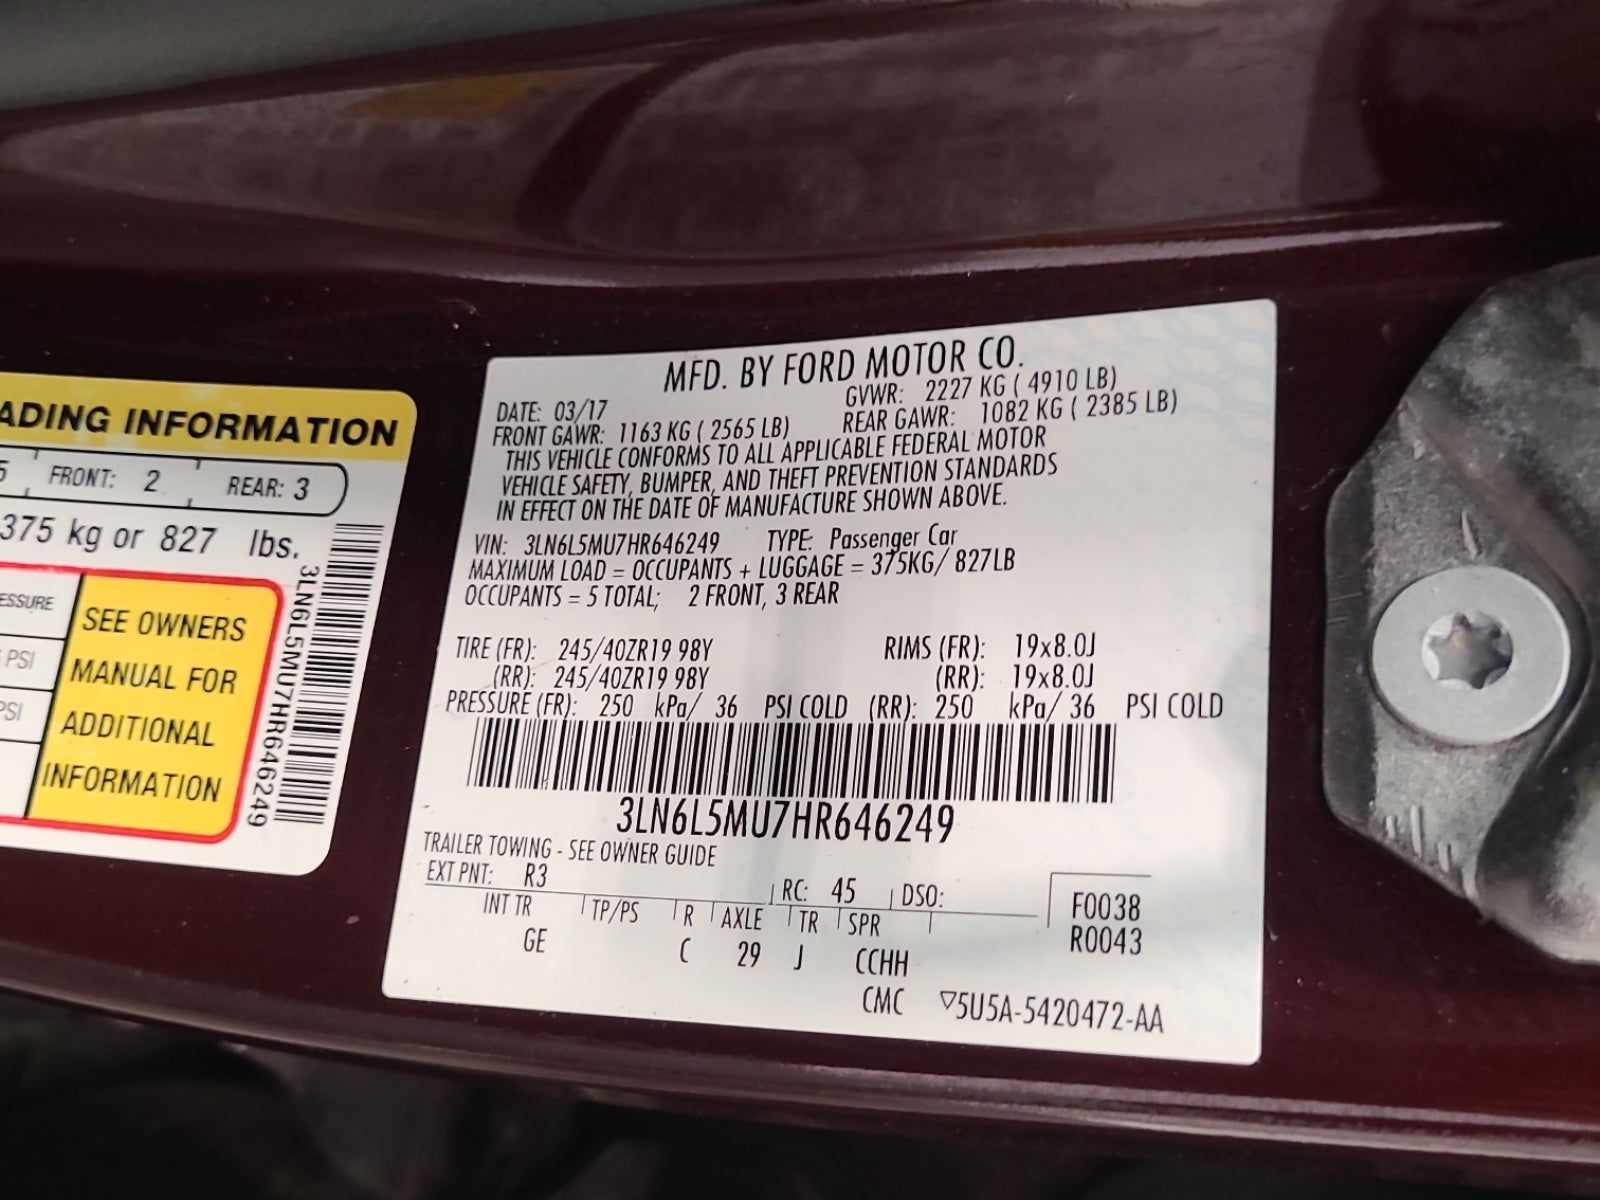 ADING INFORMATION
5 FRONT: 2 REAR: 3
375 kg or 827 lbs.
ESSURE
PSI
PSI
SEE OWNERS
MANUAL FOR
ADDITIONAL
INFORMATION
3LN6L5MU7HR646249
MFD. BY FORD MOTOR CO.
DATE: 03/17 GVWR: 2227 KG ( 4910 LB)
FRONT GAWR: 1163 KG ( 2565 LB) REAR GAWR: 1082 KG ( 2385 LB)
THIS VEHICLE CONFORMS TO ALL APPLICABLE FEDERAL MOTOR
VEHICLE SAFETY, BUMPER, AND THEFT PREVENTION STANDARDS
IN EFFECT ON THE DATE OF MANUFACTURE SHOWN ABOVE.
VIN: 3LN6L5MU7HR646249 TYPE: Passenger Car
MAXIMUM LOAD = OCCUPANTS + LUGGAGE = 375KG/ 827LB
OCCUPANTS = 5 TOTAL; 2 FRONT, 3 REAR
TIRE (FR): 245/40ZR19 98Y RIMS (FR): 19x8.0J
(RR): 245/40ZR19 98Y (RR): 19x8.0J
PRESSURE (FR): 250 kPa/ 36 PSI COLD (RR): 250 kPa/ 36 PSI COLD
3LN6L5MU7HR646249
TRAILER TOWING - SEE OWNER GUIDE
EXT PNT: R3 RC: 45 DSO: F0038
INT TR TP/PS R AXLE TR SPR R0043
GE C 29 J CCHH
CMC ▽5U5A-5420472-AA